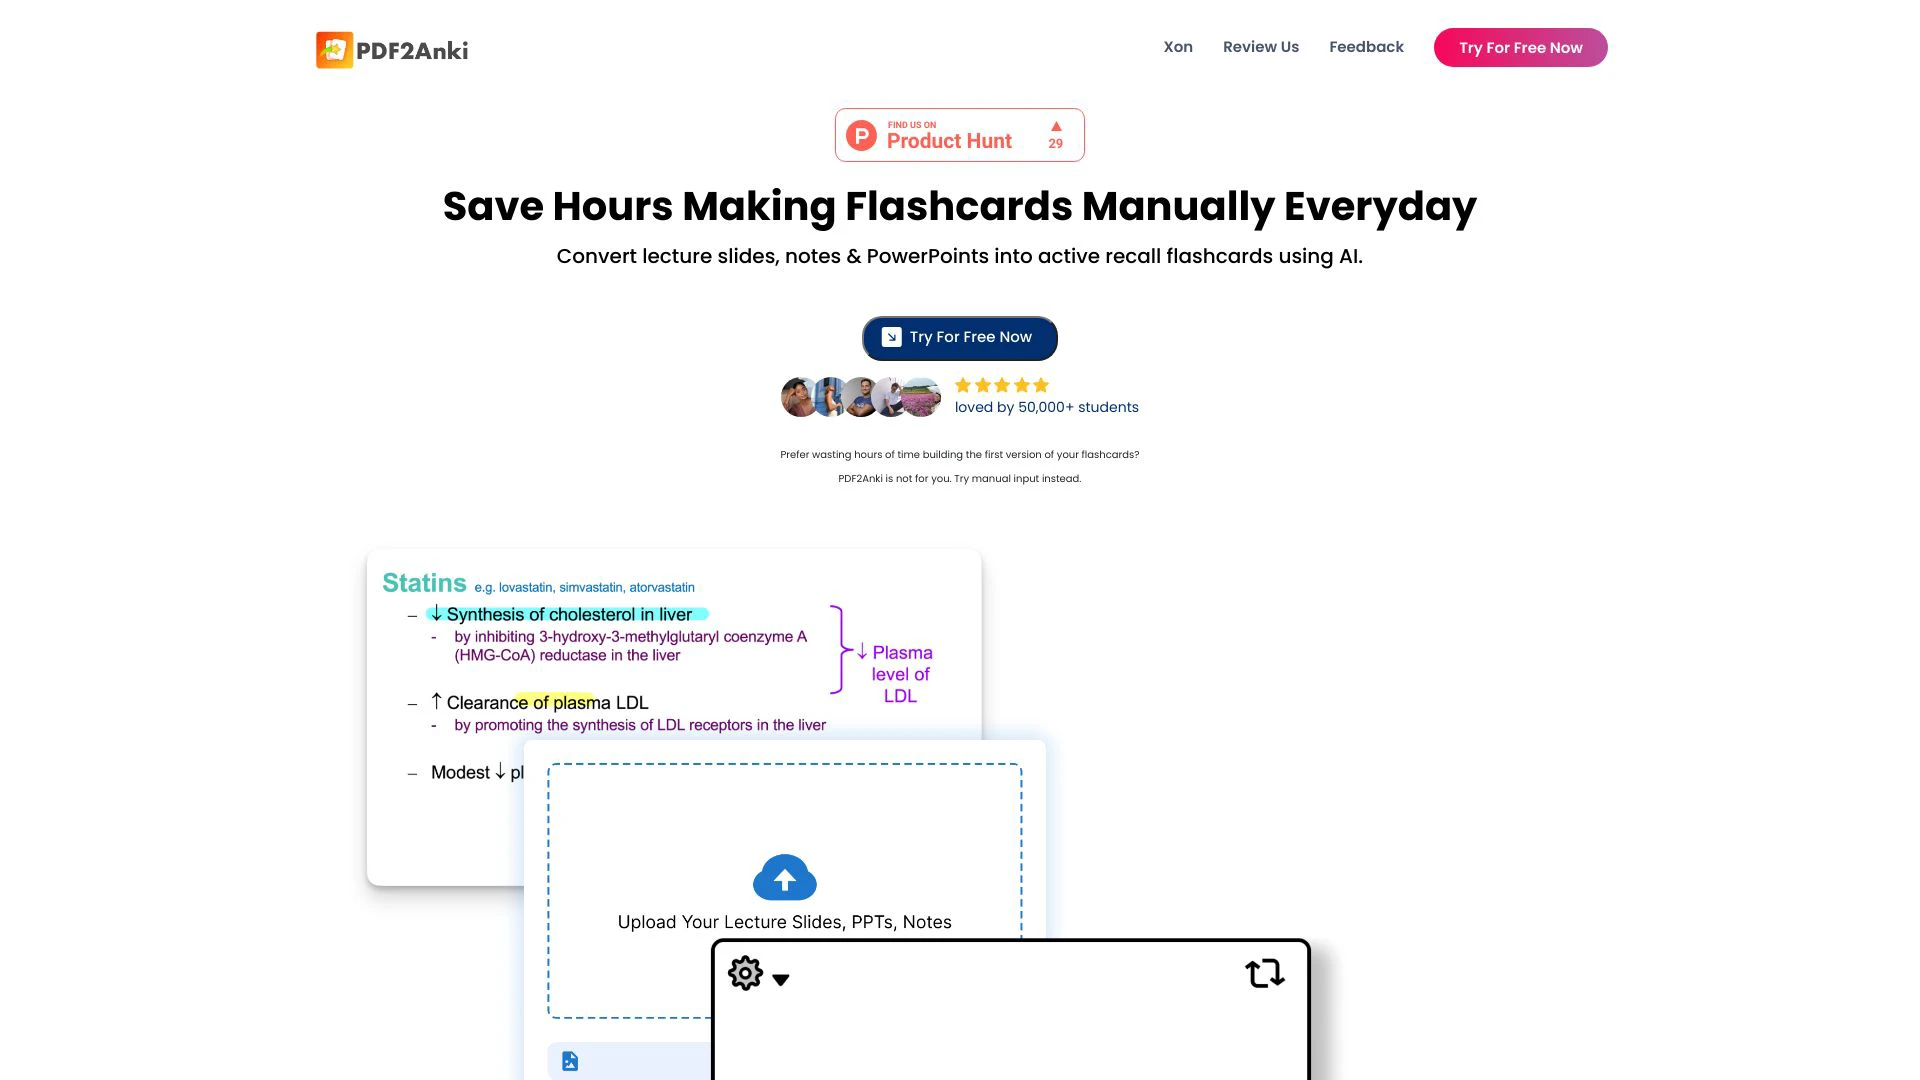 PDF2Anki
Xon
Review Us
Feedback
Try For Free Now
FIND US ON
Product Hunt
29
Save Hours Making Flashcards Manually Everyday
Convert lecture slides, notes & PowerPoints into active recall flashcards using AI.
Try For Free Now
loved by 50,000+ students
Prefer wasting hours of time building the first version of your flashcards?
PDF2Anki is not for you. Try manual input instead.
Statins e.g. lovastatin, simvastatin, atorvastatin
– ↓ Synthesis of cholesterol in liver
- by inhibiting 3-hydroxy-3-methylglutaryl coenzyme A
(HMG-CoA) reductase in the liver
↓ Plasma
level of
LDL
– ↑ Clearance of plasma LDL
- by promoting the synthesis of LDL receptors in the liver
– Modest ↓ pl
Upload Your Lecture Slides, PPTs, Notes